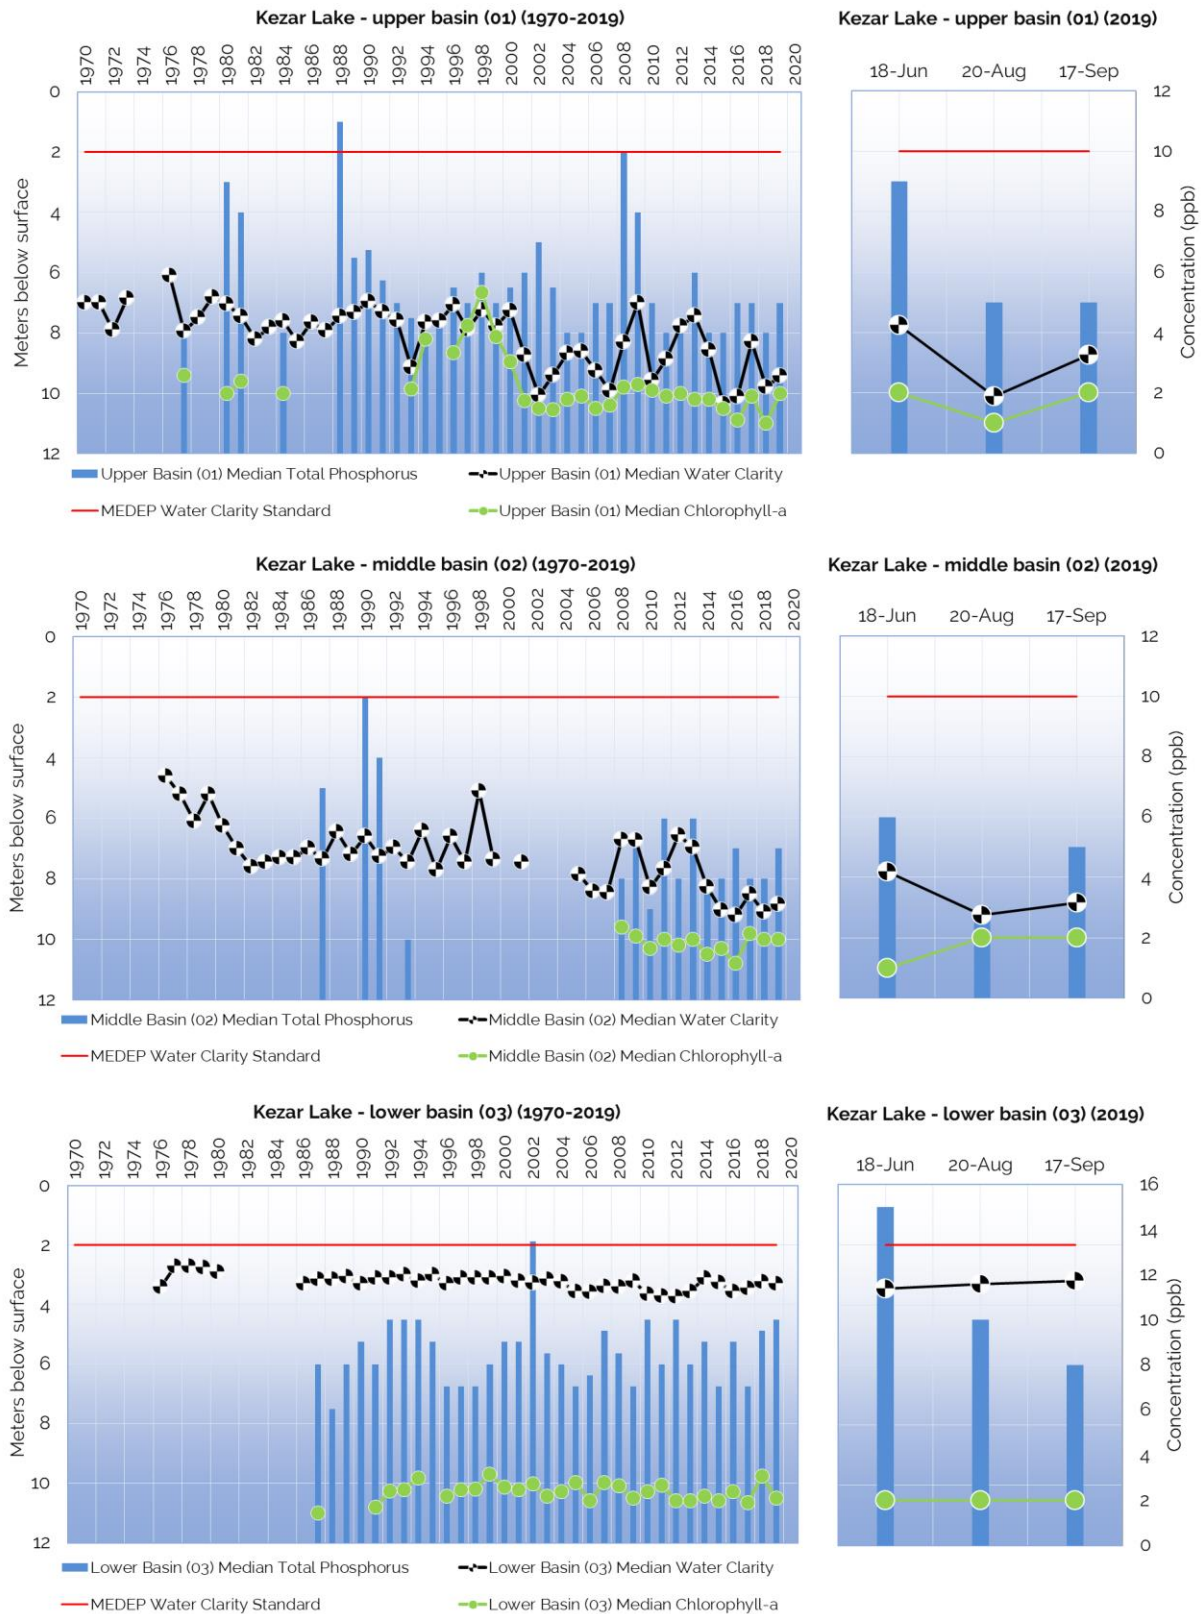 Kezar Lake - upper basin (01) (1970-2019)
Kezar Lake - upper basin (01) (2019)
1970 1972 1974 1976 1978 1980 1982 1984 1986 1988 1990 1992 1994 1996 1998 2000 2002 2004 2006 2008 2010 2012 2014 2016 2018 2020
18-Jun 20-Aug 17-Sep
Meters below surface
0
2
4
6
8
10
12
Concentration (ppb)
12
10
8
6
4
2
0
Upper Basin (01) Median Total Phosphorus
Upper Basin (01) Median Water Clarity
MEDEP Water Clarity Standard
Upper Basin (01) Median Chlorophyll-a
Kezar Lake - middle basin (02) (1970-2019)
Kezar Lake - middle basin (02) (2019)
1970 1972 1974 1976 1978 1980 1982 1984 1986 1988 1990 1992 1994 1996 1998 2000 2002 2004 2006 2008 2010 2012 2014 2016 2018 2020
18-Jun 20-Aug 17-Sep
Meters below surface
0
2
4
6
8
10
12
Concentration (ppb)
12
10
8
6
4
2
0
Middle Basin (02) Median Total Phosphorus
Middle Basin (02) Median Water Clarity
MEDEP Water Clarity Standard
Middle Basin (02) Median Chlorophyll-a
Kezar Lake - lower basin (03) (1970-2019)
Kezar Lake - lower basin (03) (2019)
1970 1972 1974 1976 1978 1980 1982 1984 1986 1988 1990 1992 1994 1996 1998 2000 2002 2004 2006 2008 2010 2012 2014 2016 2018 2020
18-Jun 20-Aug 17-Sep
Meters below surface
0
2
4
6
8
10
12
Concentration (ppb)
16
14
12
10
8
6
4
2
0
Lower Basin (03) Median Total Phosphorus
Lower Basin (03) Median Water Clarity
MEDEP Water Clarity Standard
Lower Basin (03) Median Chlorophyll-a